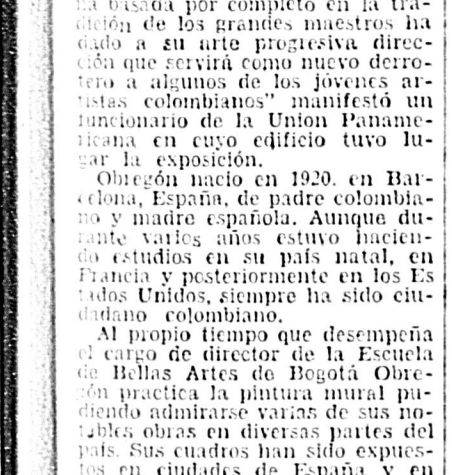 ha basada por completo en la tra-
dición de los grandes maestros ha
dado a su arte progresiva direc-
ción que servirá como nuevo derro-
tero a algunos de los jóvenes ar-
tistas colombianos" manifestó un
funcionario de la Union Paname-
ricana en cuyo edificio tuvo lu-
gar la exposición.
Obregón nacio en 1920. en Bar-
celona, España, de padre colombia-
no y madre española. Aunque du-
rante varios años estuvo hacien-
do estudios en su país natal, en
Francia y posteriormente en los Es
tados Unidos, siempre ha sido ciu-
dadano colombiano.
Al propio tiempo que desempeña
el cargo de director de la Escuela
de Bellas Artes de Bogotá Obre-
gón practica la pintura mural pu-
diendo admirarse varias de sus no-
tables obras en diversas partes del
país. Sus cuadros han sido expues-
tos en ciudades de España y en